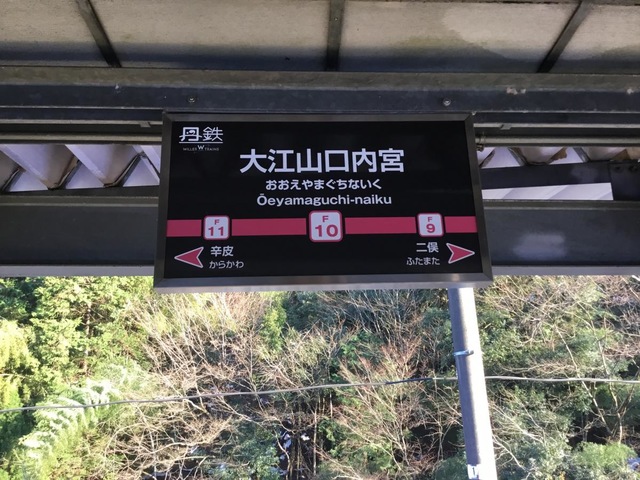 丹鉄
WILLER TRAINS
大江山口内宮
おおえやまぐちないく
Ōeyamaguchi-naiku
F 11
F 10
F 9
辛皮
からかわ
二俣
ふたまた